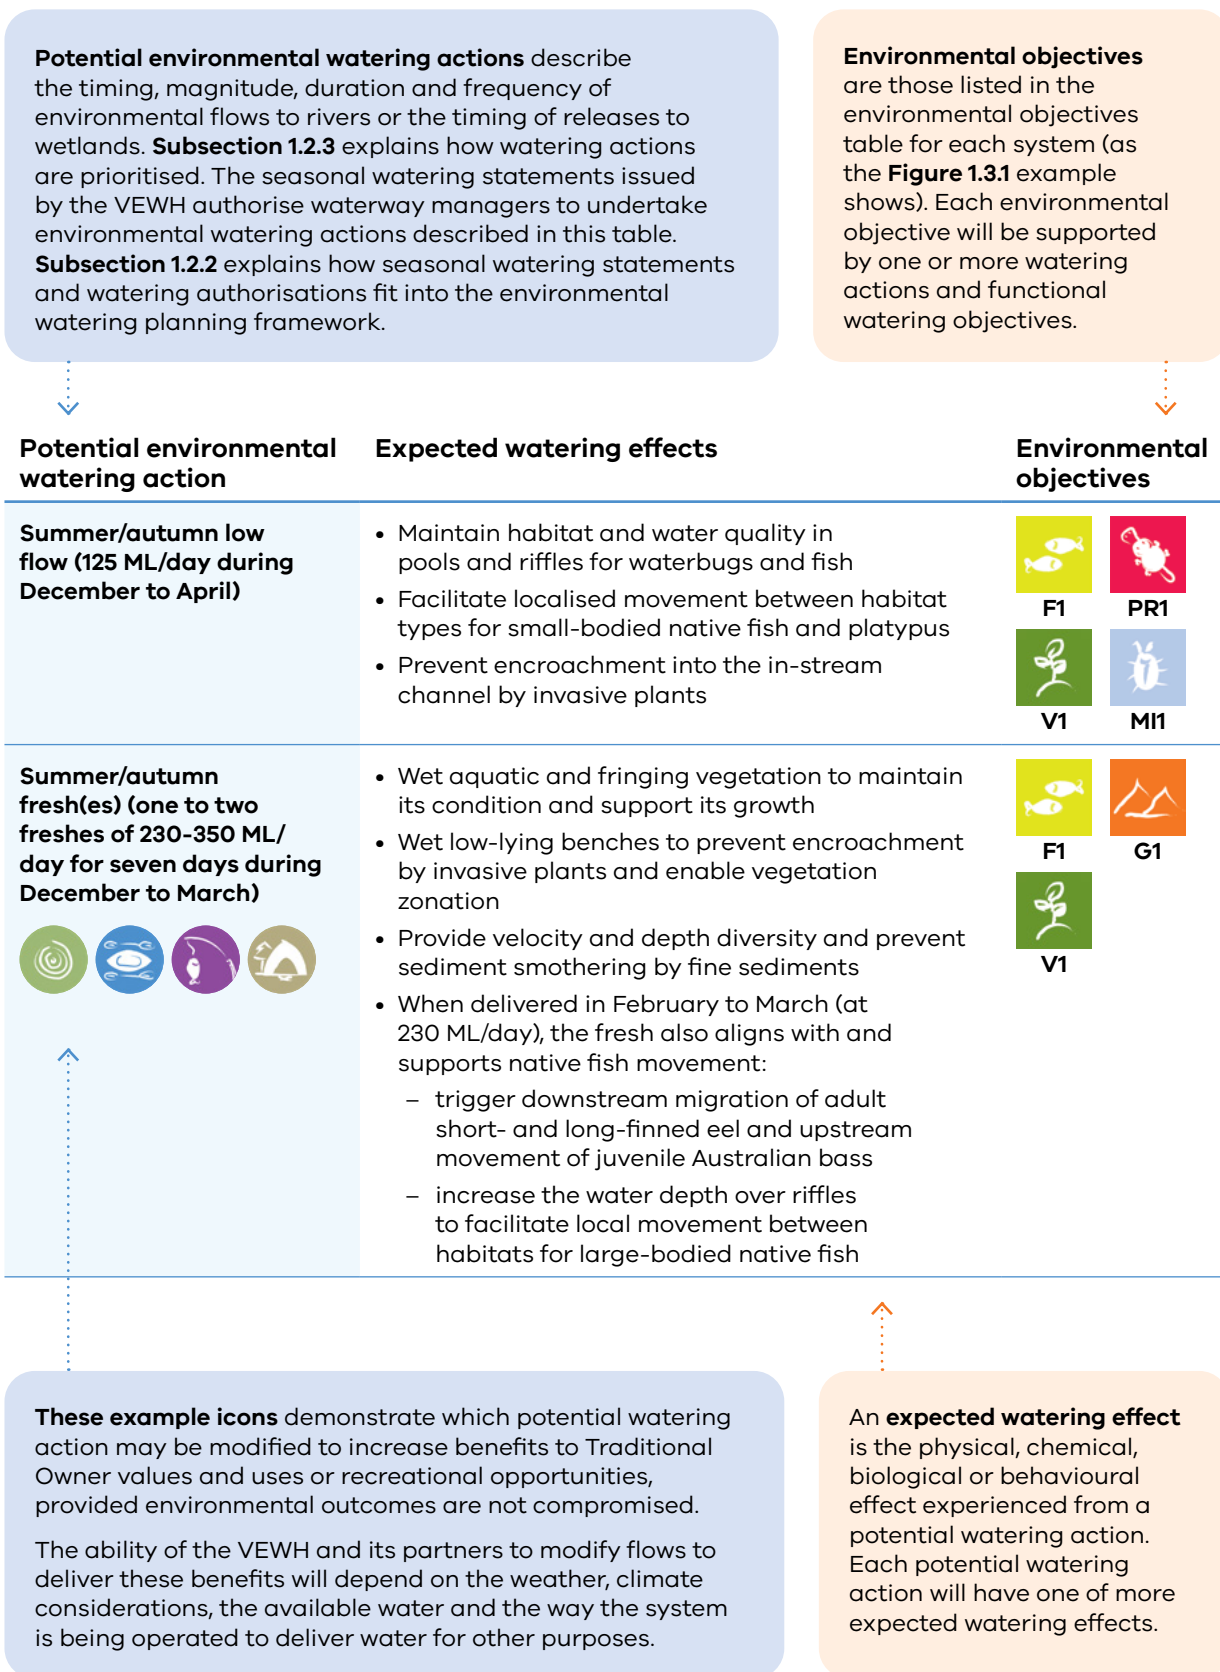 Potential environmental watering actions describe
the timing, magnitude, duration and frequency of
environmental flows to rivers or the timing of releases to
wetlands. Subsection 1.2.3 explains how watering actions
are prioritised. The seasonal watering statements issued
by the VEWH authorise waterway managers to undertake
environmental watering actions described in this table.
Subsection 1.2.2 explains how seasonal watering statements
and watering authorisations fit into the environmental
watering planning framework.
Environmental objectives
are those listed in the
environmental objectives
table for each system (as
the Figure 1.3.1 example
shows). Each environmental
objective will be supported
by one or more watering
actions and functional
watering objectives.
Potential environmental
watering action
Expected watering effects
Environmental
objectives
Summer/autumn low
flow (125 ML/day during
December to April)
• Maintain habitat and water quality in
pools and riffles for waterbugs and fish
• Facilitate localised movement between habitat
types for small-bodied native fish and platypus
• Prevent encroachment into the in-stream
channel by invasive plants
F1 PR1
V1 MI1
Summer/autumn
fresh(es) (one to two
freshes of 230-350 ML/
day for seven days during
December to March)
• Wet aquatic and fringing vegetation to maintain
its condition and support its growth
• Wet low-lying benches to prevent encroachment
by invasive plants and enable vegetation
zonation
• Provide velocity and depth diversity and prevent
sediment smothering by fine sediments
• When delivered in February to March (at
230 ML/day), the fresh also aligns with and
supports native fish movement:
– trigger downstream migration of adult
short- and long-finned eel and upstream
movement of juvenile Australian bass
– increase the water depth over riffles
to facilitate local movement between
habitats for large-bodied native fish
F1 G1
V1
These example icons demonstrate which potential watering
action may be modified to increase benefits to Traditional
Owner values and uses or recreational opportunities,
provided environmental outcomes are not compromised.
The ability of the VEWH and its partners to modify flows to
deliver these benefits will depend on the weather, climate
considerations, the available water and the way the system
is being operated to deliver water for other purposes.
An expected watering effect
is the physical, chemical,
biological or behavioural
effect experienced from a
potential watering action.
Each potential watering
action will have one of more
expected watering effects.